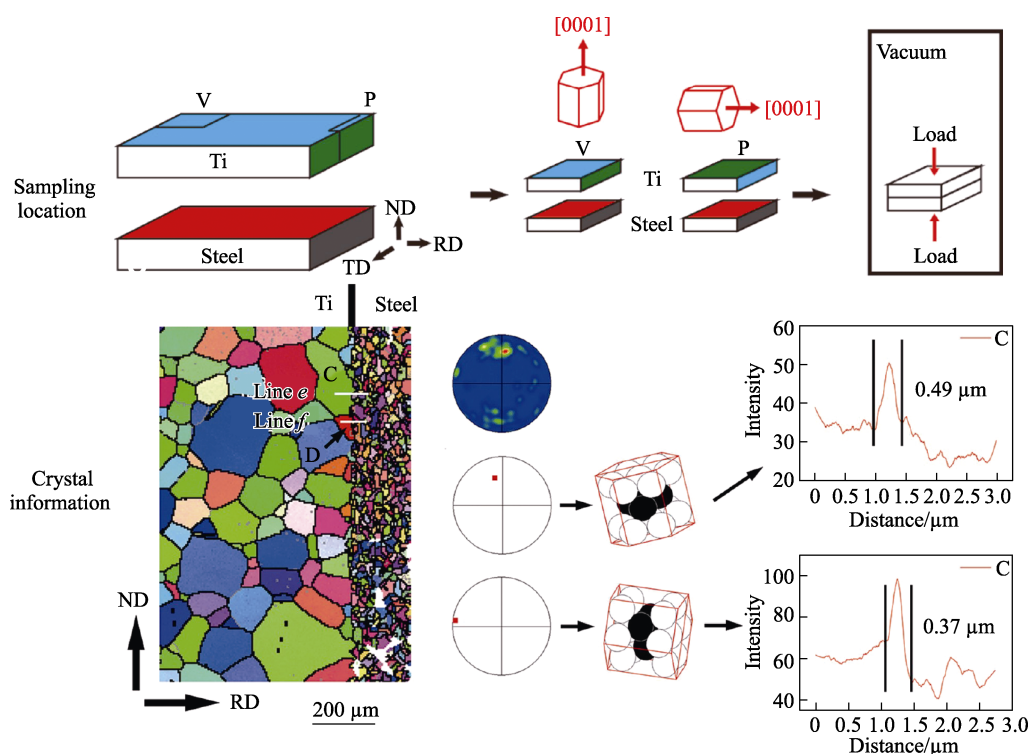 [0001]
[0001]
Vacuum
Load
Load
V
P
Ti
Sampling
location
Steel
ND
RD
TD
V
P
Ti
Steel
Ti
Steel
C
Line e
Line f
D
Crystal
information
ND
RD
200 µm
60
50
40
30
20
Intensity
C
0.49 µm
0
0.5
1.0
1.5
2.0
2.5
3.0
Distance/µm
100
80
60
40
Intensity
C
0.37 µm
0
0.5
1.0
1.5
2.0
2.5
3.0
Distance/µm